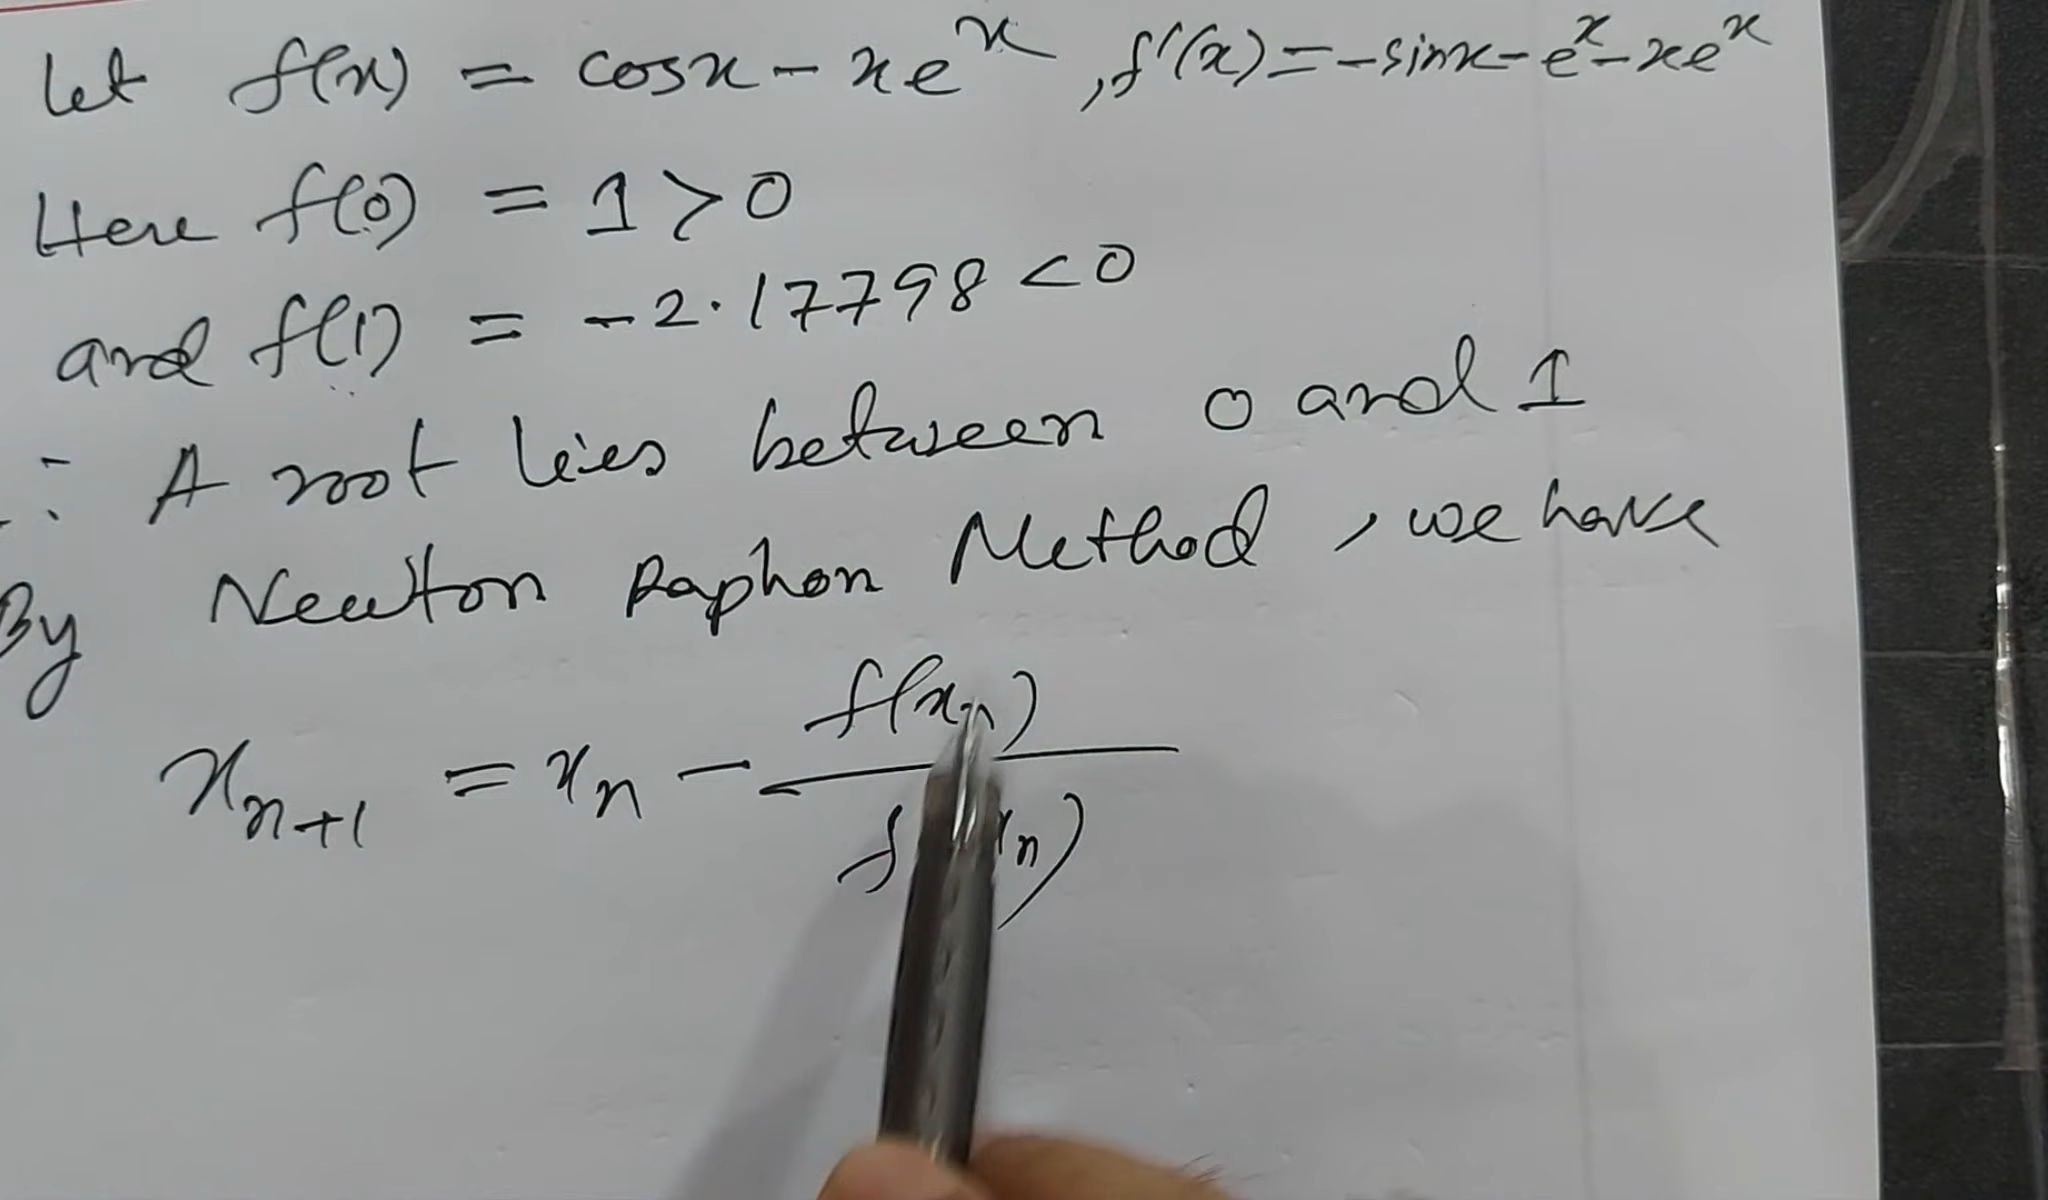 Let f(x) = cosx - xe^x, f'(x) = -sinx - e^x - xe^x
Here f(0) = 1 > 0
and f(1) = -2.17798 < 0
∴ A root lies between 0 and 1
By Newton Raphon Method, we have
x_{n+1} = x_n - f(x_n)
f x_n)